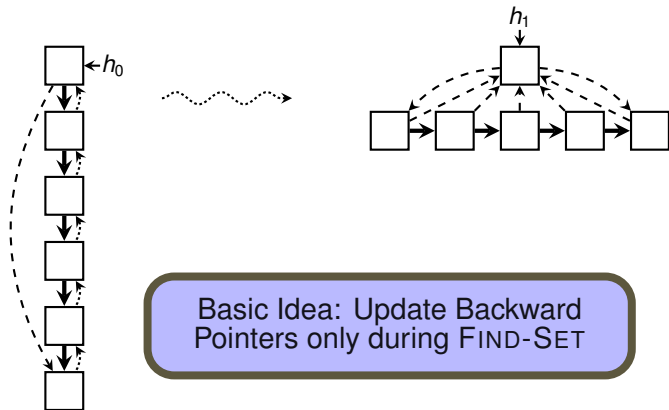 h₁
h₀
Basic Idea: Update Backward
Pointers only during FIND-SET